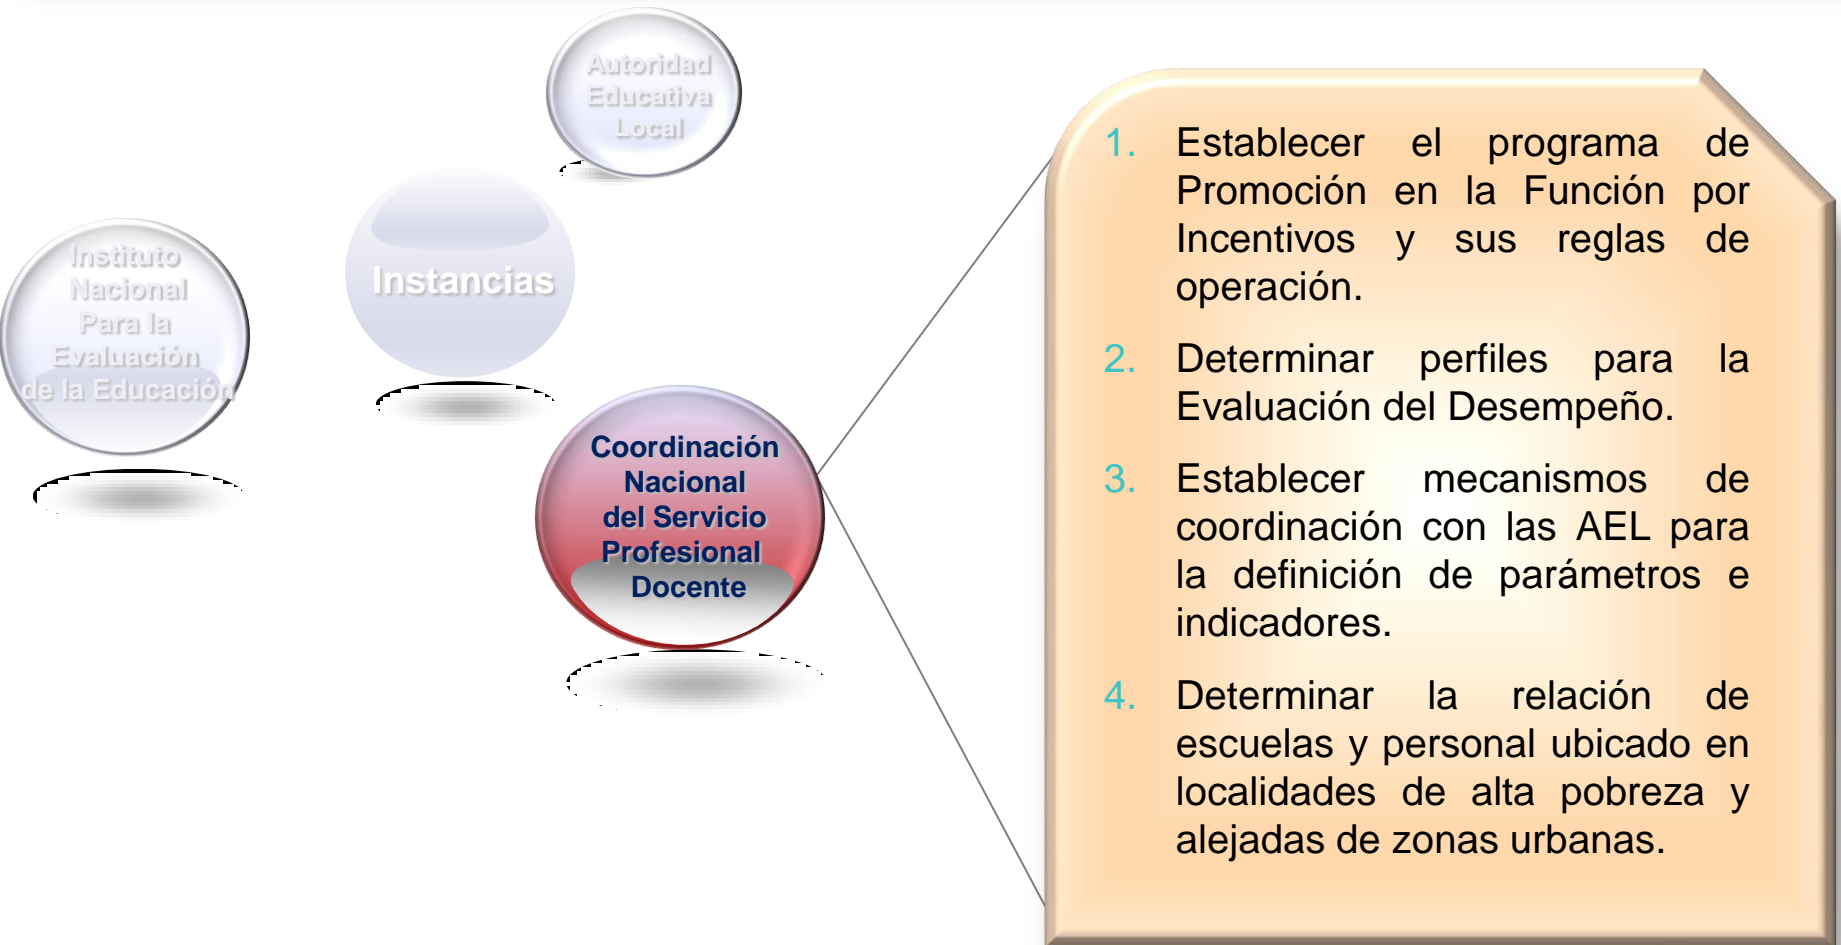 Autoridad
Educativa
Local
Instituto
Nacional
Para la
Evaluación
de la Educación
Instancias
Coordinación
Nacional
del Servicio
Profesional
Docente
1. Establecer el programa de
Promoción en la Función por
Incentivos y sus reglas de
operación.
2. Determinar perfiles para la
Evaluación del Desempeño.
3. Establecer mecanismos de
coordinación con las AEL para
la definición de parámetros e
indicadores.
4. Determinar la relación de
escuelas y personal ubicado en
localidades de alta pobreza y
alejadas de zonas urbanas.